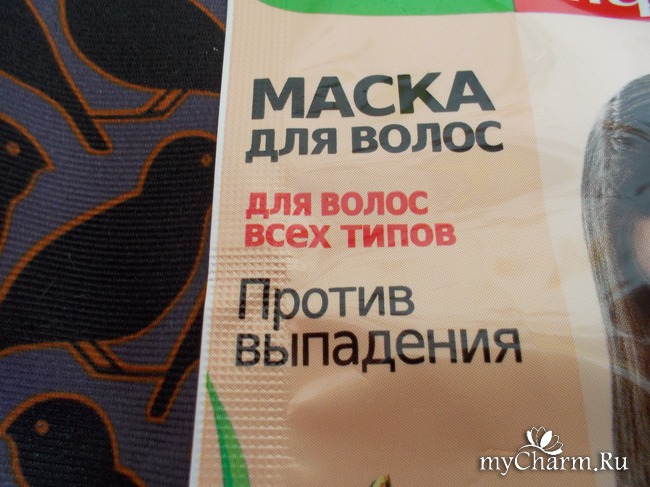 МАСКА
ДЛЯ ВОЛОС
ДЛЯ ВОЛОС
ВСЕХ ТИПОВ
Против
выпадения
myCharm.Ru